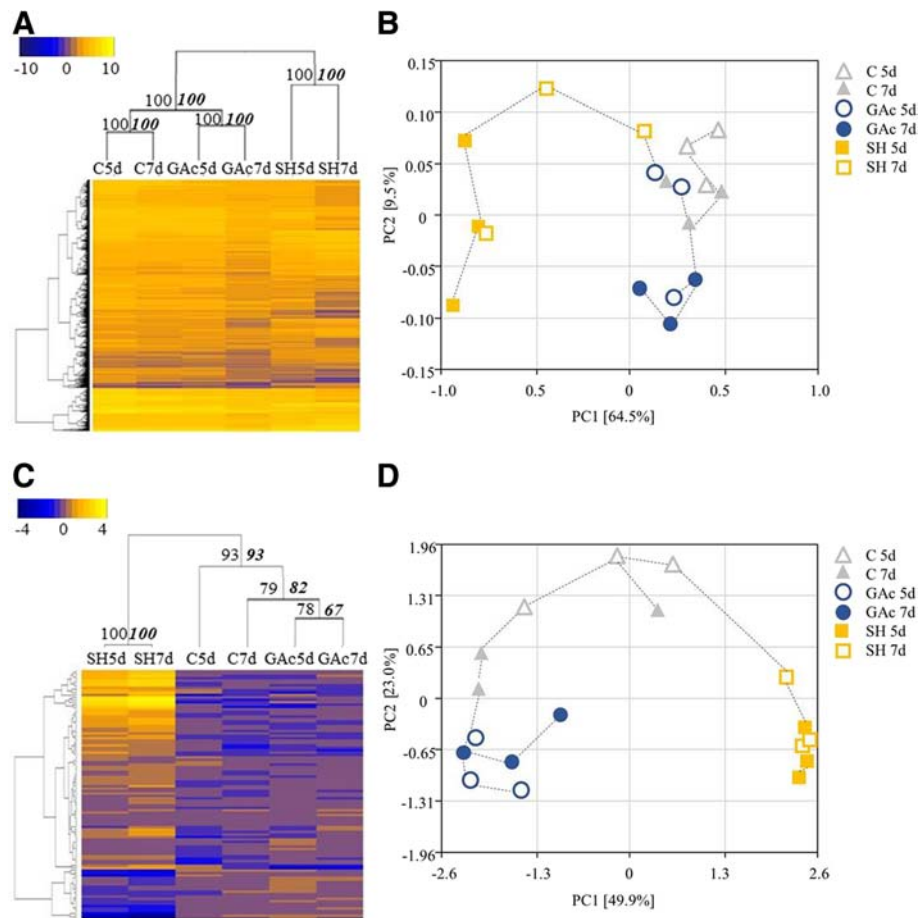 A
-10 0 10
100 100
100 100
100 100 100 100
C5d C7d GAc5d GAc7d SH5d SH7d
B
0.15
0.10
0.05
0
-0.05
-0.10
-0.15
PC2 [9.5%]
-1.0 0.5 0 0.5 1.0
PC1 [64.5%]
C 5d
C 7d
GAc 5d
GAc 7d
SH 5d
SH 7d
C
-4 0 4
93 93
79 82
78 67
100 100
SH5d SH7d C5d C7d GAc5d GAc7d
D
1.96
1.31
0.65
0
-0.65
-1.31
-1.96
PC2 [23.0%]
-2.6 -1.3 0 1.3 2.6
PC1 [49.9%]
C 5d
C 7d
GAc 5d
GAc 7d
SH 5d
SH 7d